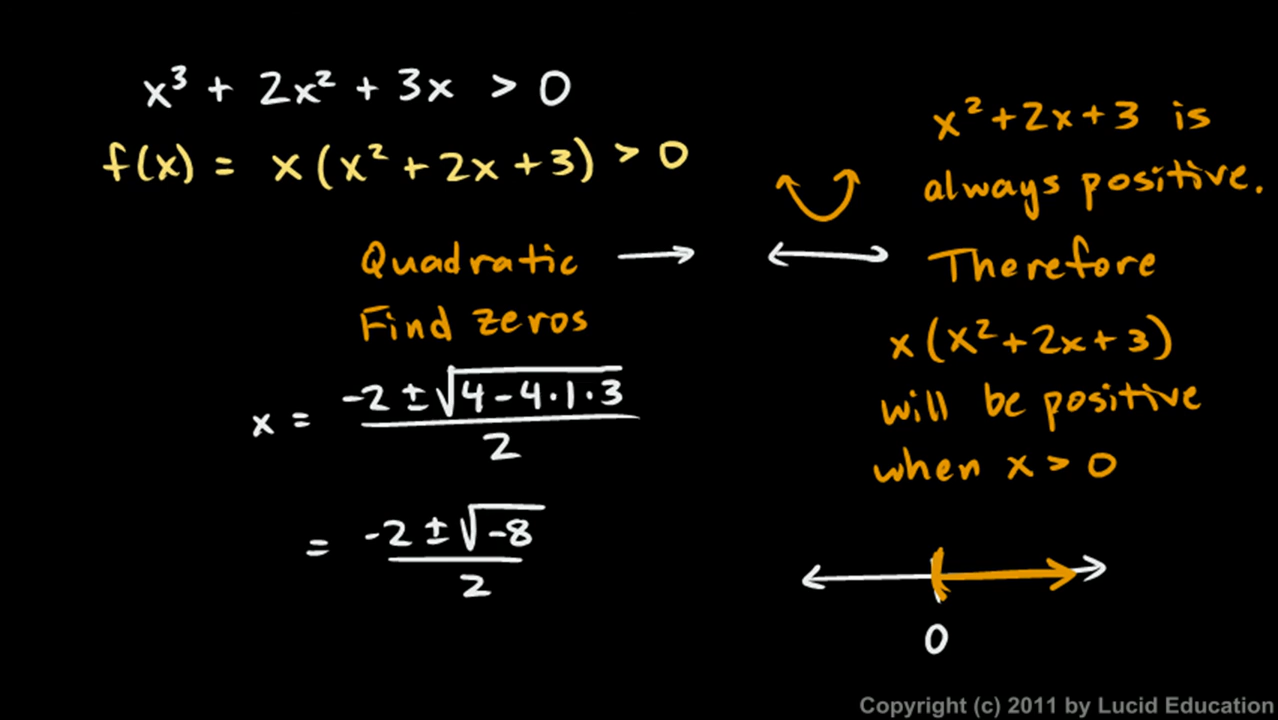 x³ + 2x² + 3x > 0
f(x) = x(x² + 2x + 3) > 0
Quadratic
Find zeros
x = (-2 ± √(4 - 4·1·3)) / 2
= (-2 ± √(-8)) / 2
x² + 2x + 3 is
always positive.
Therefore
x(x² + 2x + 3)
will be positive
when x > 0
0
Copyright (c) 2011 by Lucid Education